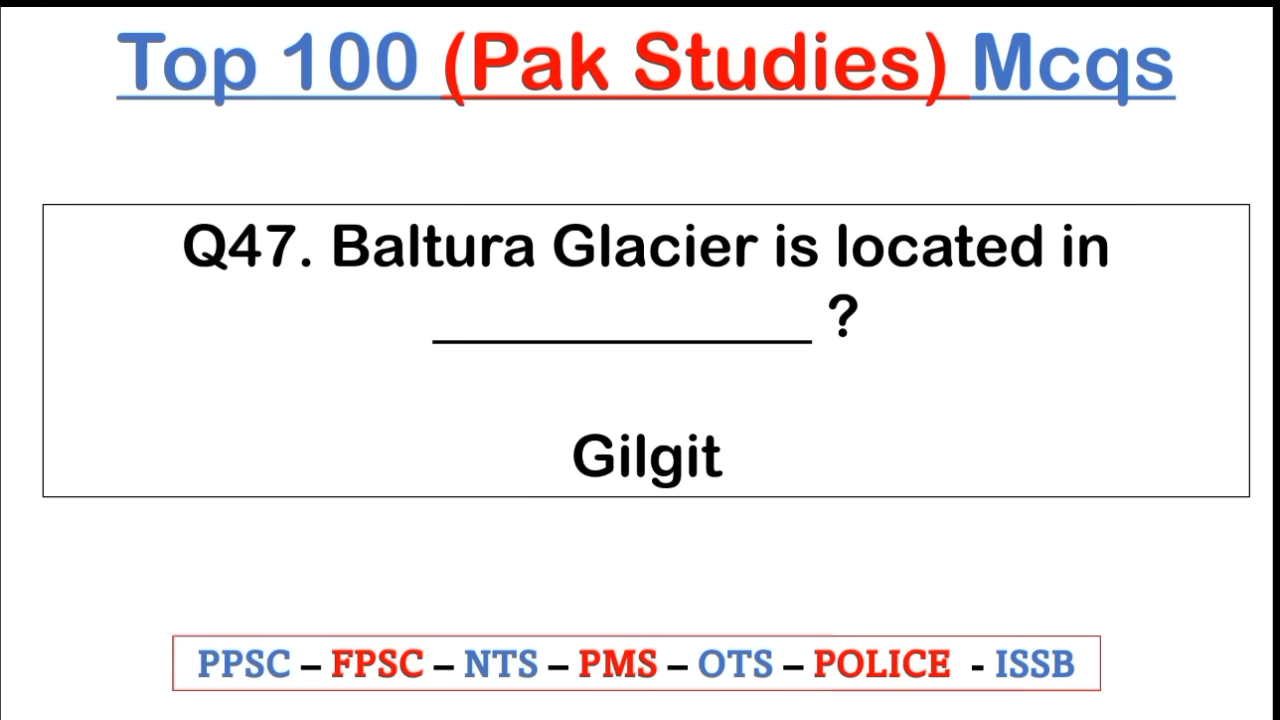 Top 100 (Pak Studies) Mcqs
Q47. Baltura Glacier is located in
______________ ?
Gilgit
PPSC – FPSC – NTS – PMS – OTS – POLICE - ISSB